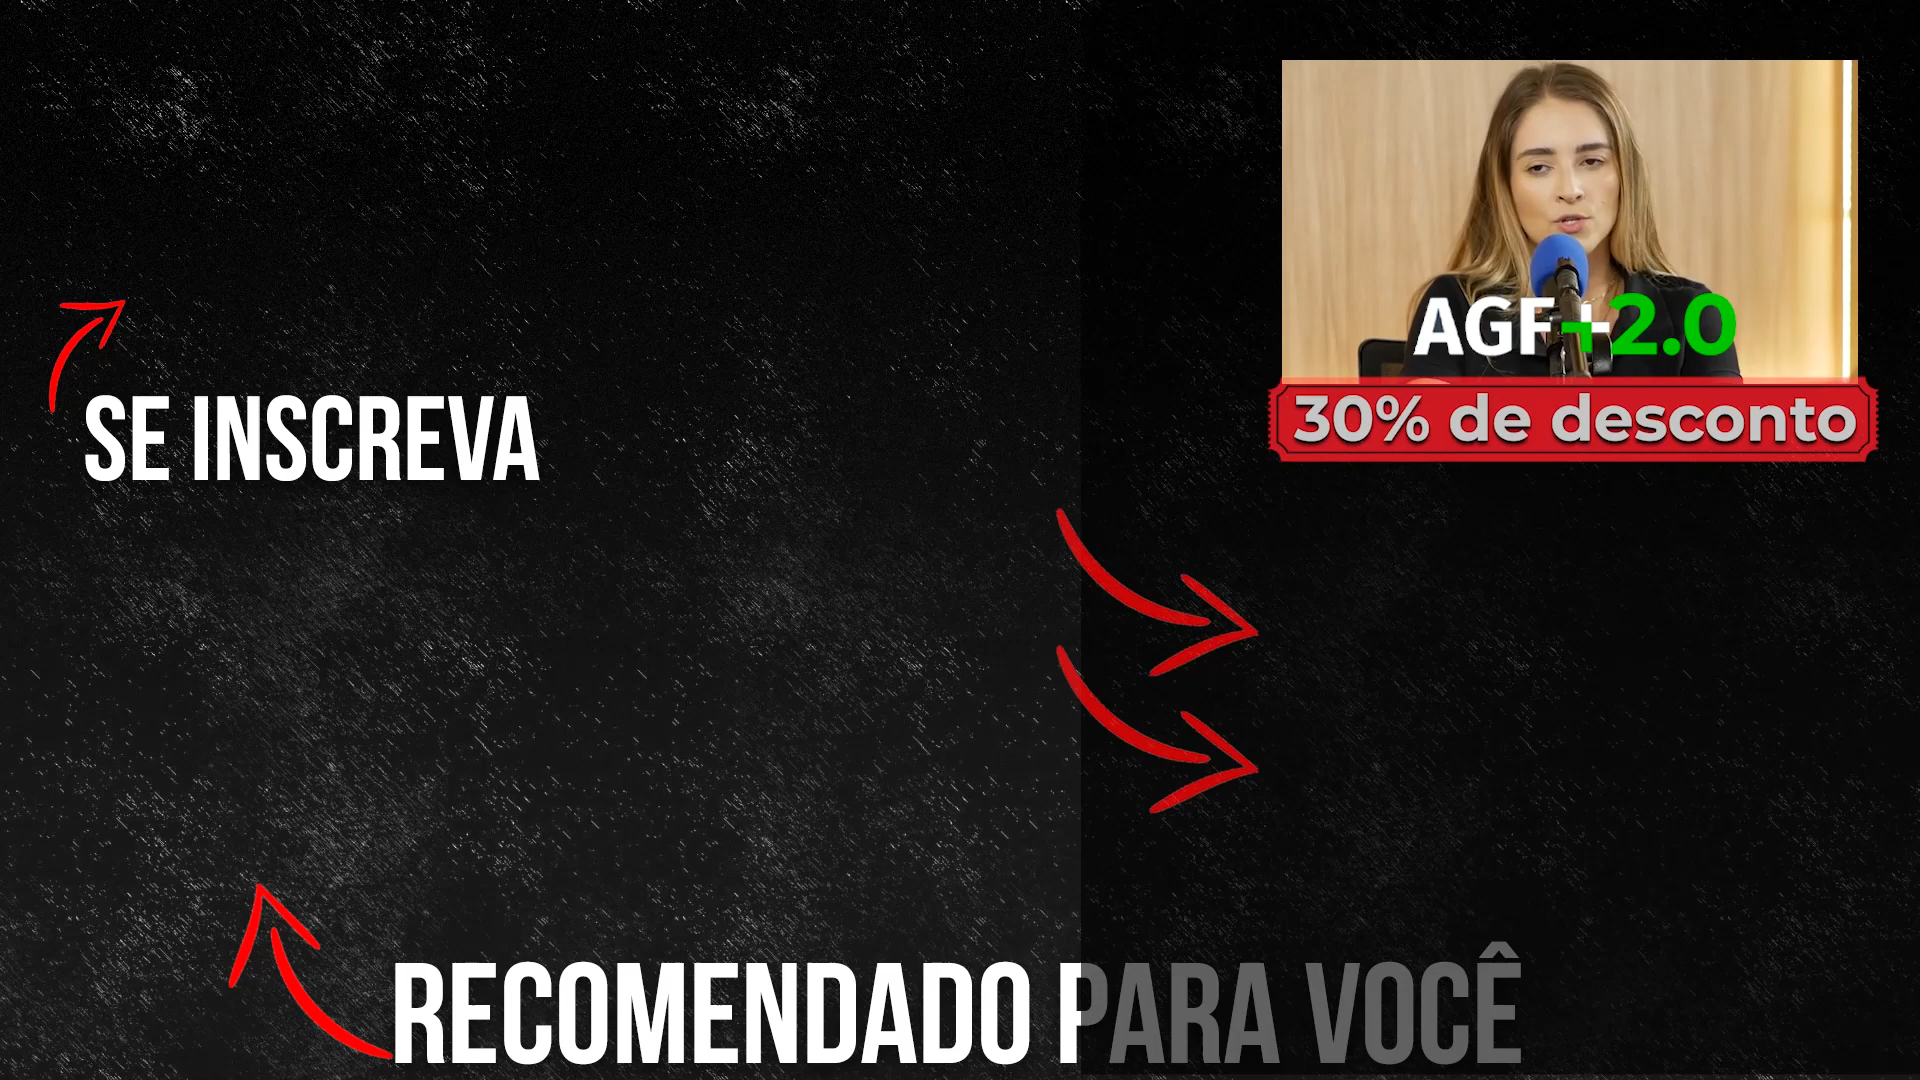 AGF+2.0
30% de desconto
SE INSCREVA
RECOMENDADO PARA VOCÊ